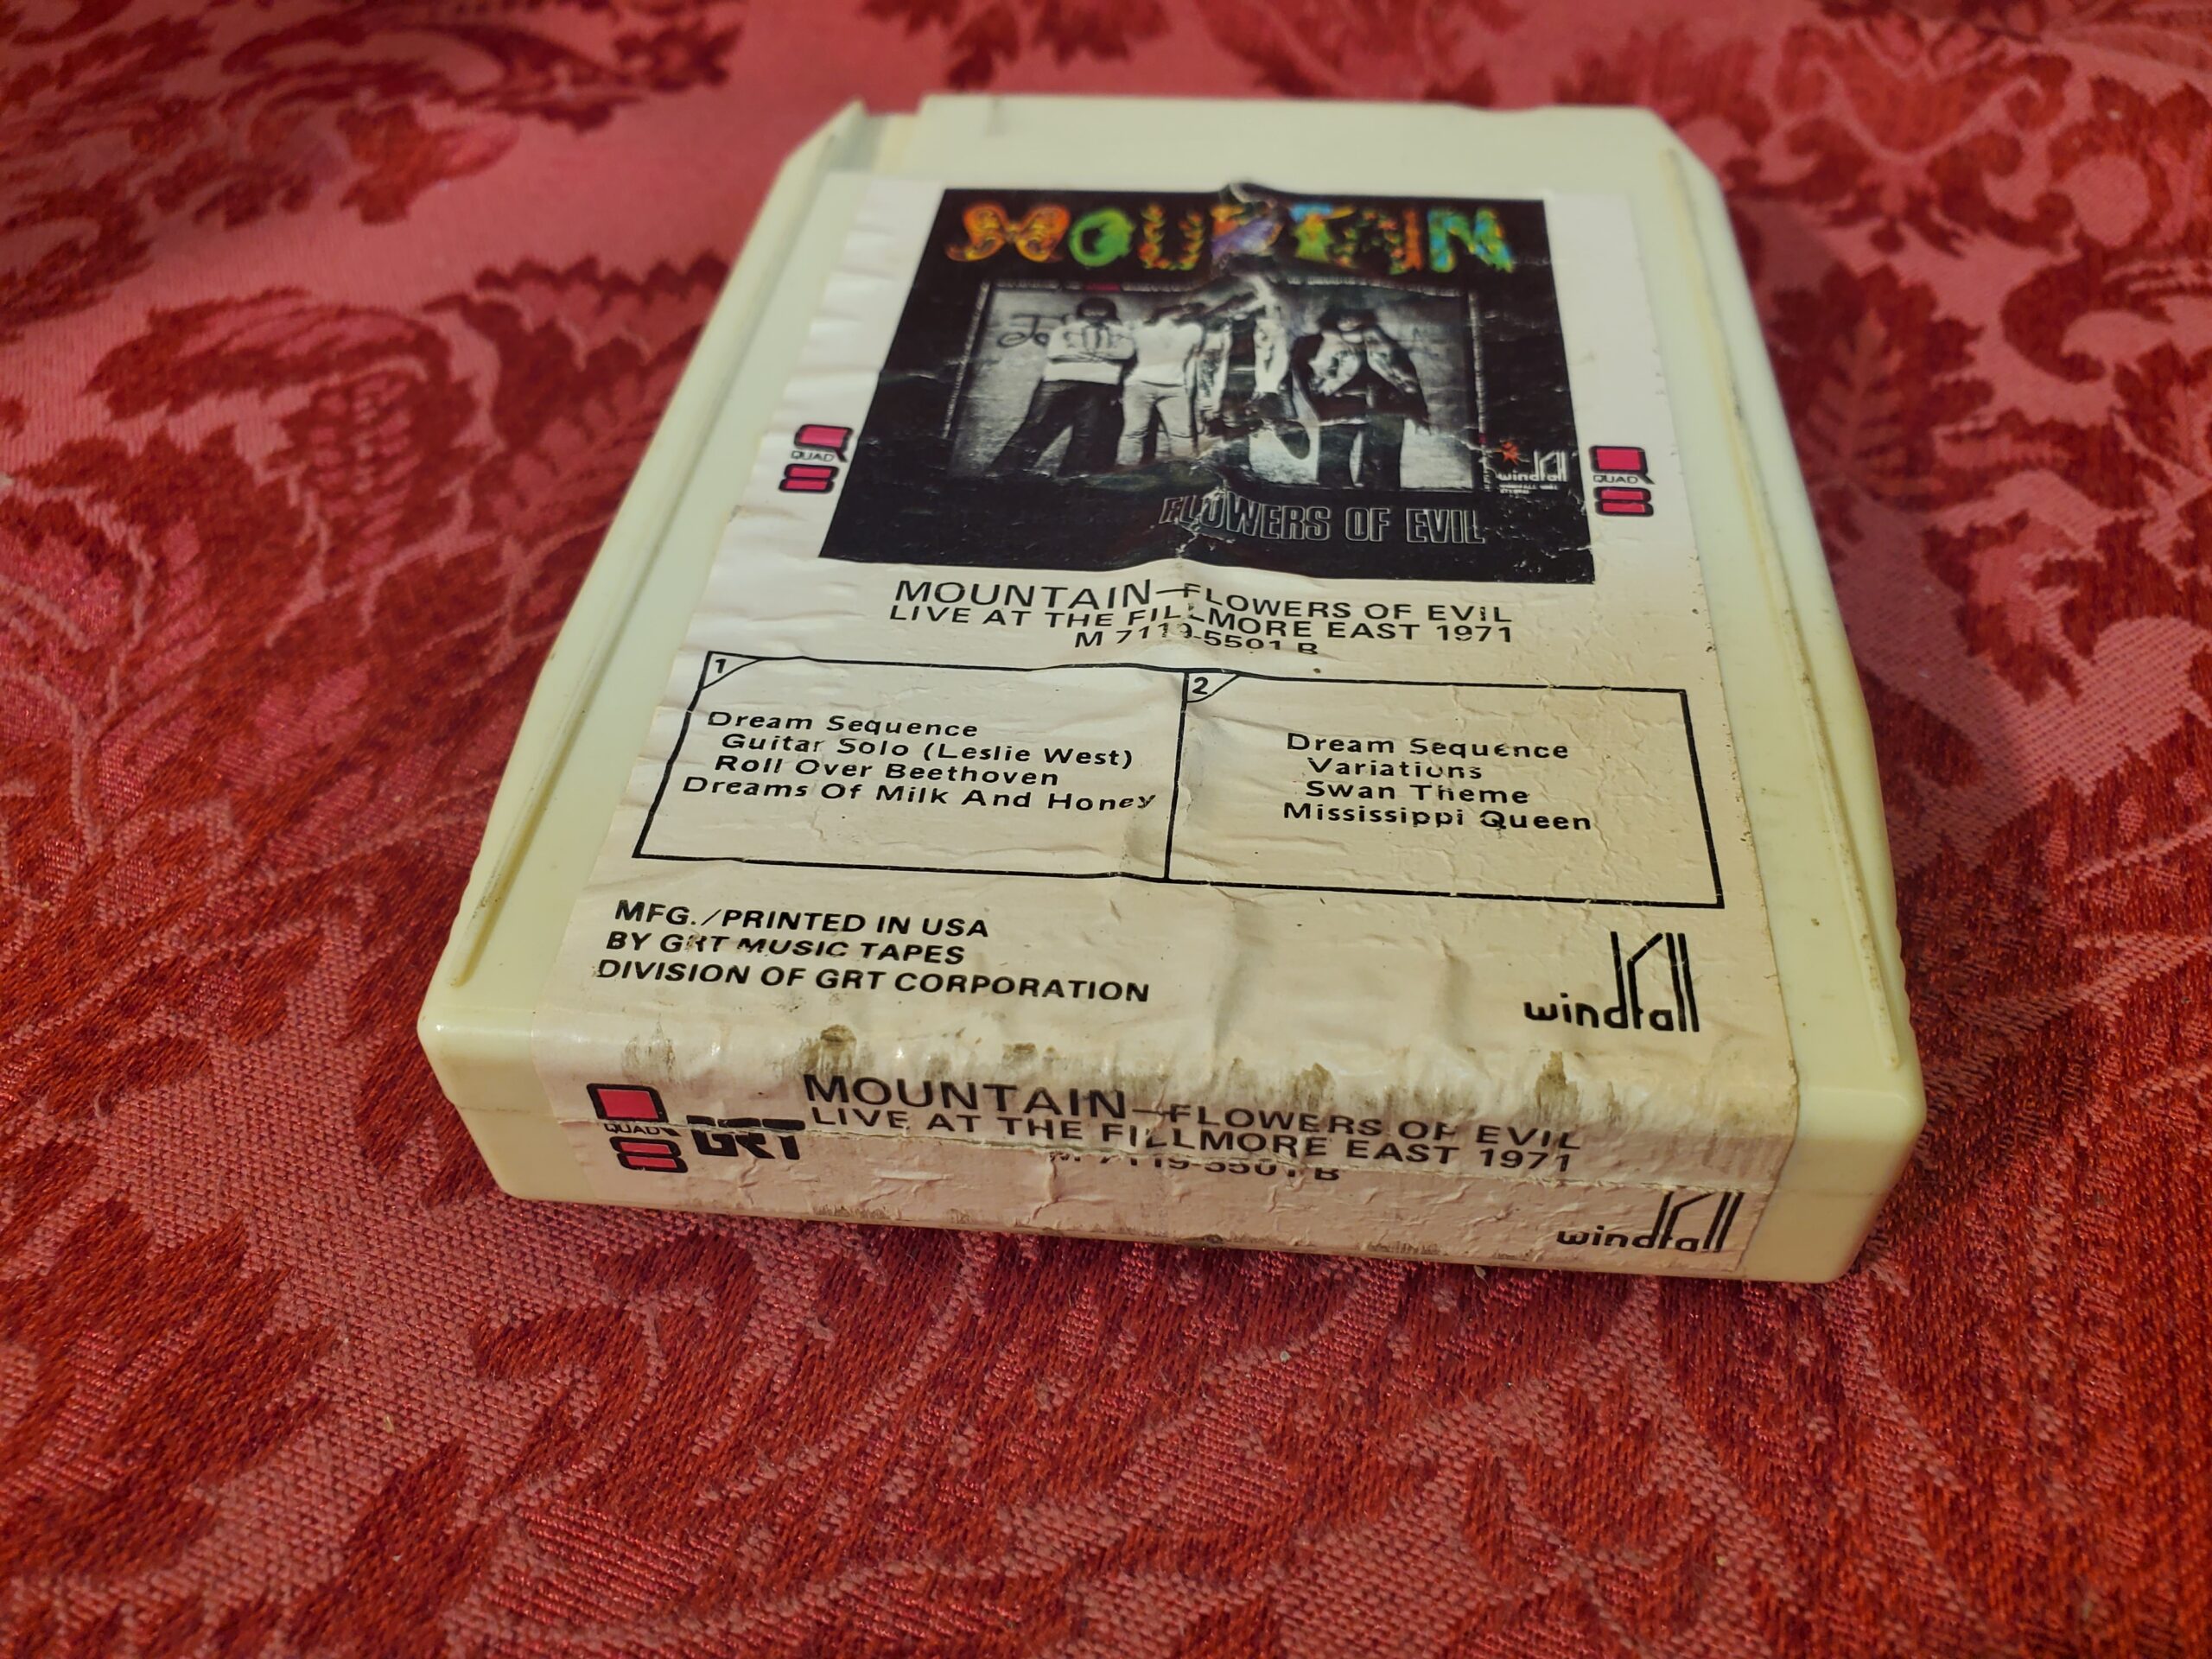 MOUNTAIN
QUAD
8
windfall
QUAD
8
FLOWERS OF EVIL
MOUNTAIN—FLOWERS OF EVIL
LIVE AT THE FILLMORE EAST 1971
M 7119-5501 B
1
Dream Sequence
Guitar Solo (Leslie West)
Roll Over Beethoven
Dreams Of Milk And Honey
2
Dream Sequence
Variations
Swan Theme
Mississippi Queen
MFG./PRINTED IN USA
BY GRT MUSIC TAPES
DIVISION OF GRT CORPORATION
windfall
QUAD
8
GRT
MOUNTAIN—FLOWERS OF EVIL
LIVE AT THE FILLMORE EAST 1971
M 7119-5501 B
windfall